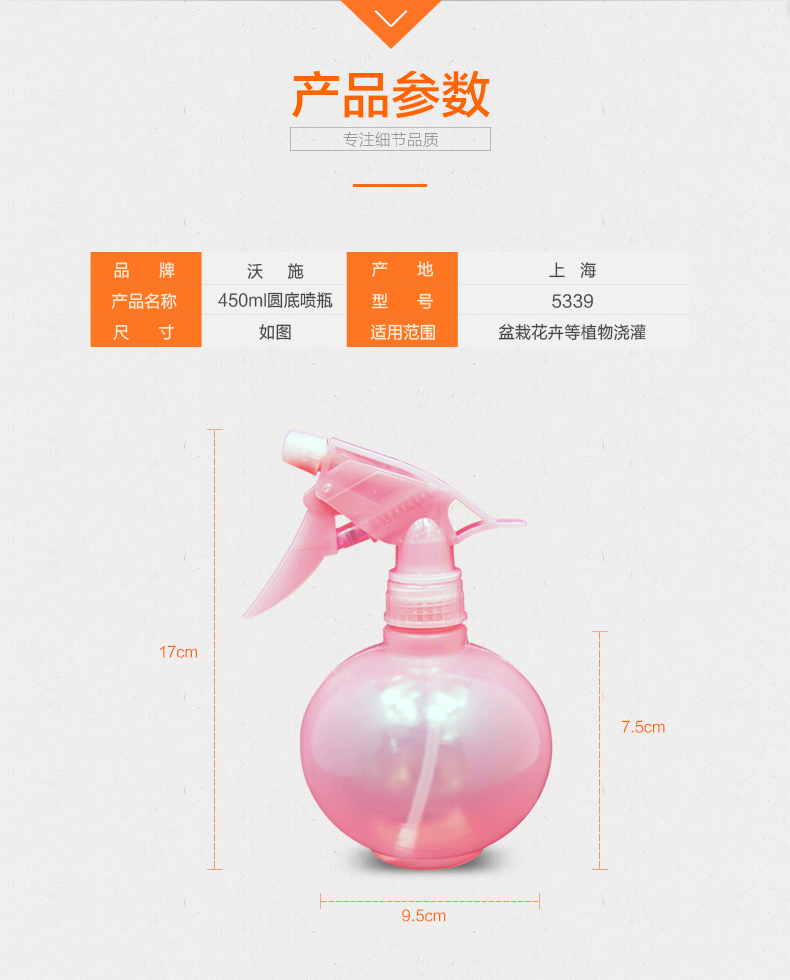 产品参数
专注细节品质
品 牌 沃 施 产 地 上 海
产品名称 450ml圆底喷瓶 型 号 5339
尺 寸 如图 适用范围 盆栽花卉等植物浇灌
17cm
7.5cm
9.5cm